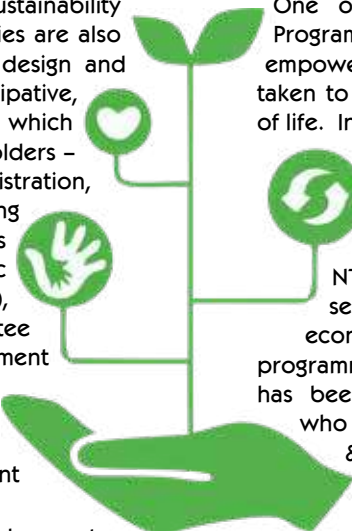 ustainability
ies are also
design and
ipative,
which
olders –
istration,
ng
s
c
),
tee
ment
nt
One o
Program
empowe
taken to
of life. In
NT
se
econ
programm
has been
who
&